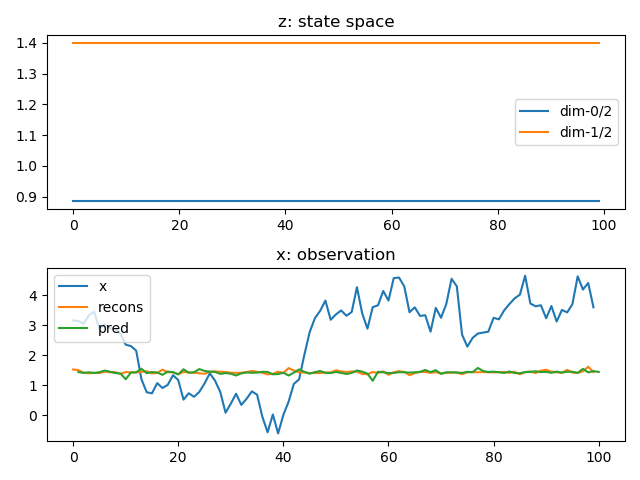 z: state space
1.4
1.3
1.2
1.1
1.0
0.9
dim-0/2
dim-1/2
0 20 40 60 80 100
x: observation
4
3
2
1
0
x
recons
pred
0 20 40 60 80 100